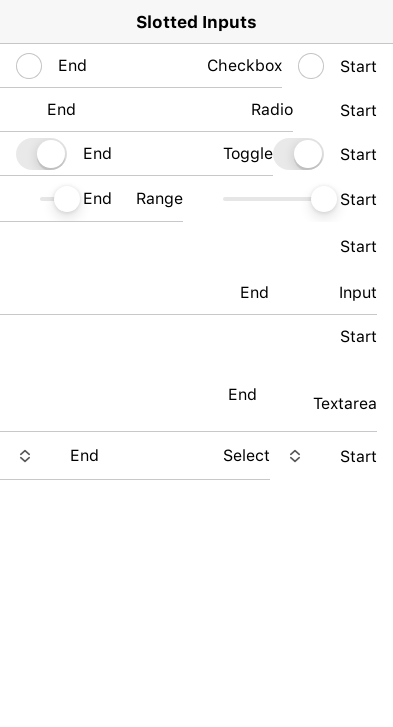 Slotted Inputs
End Checkbox Start
End Radio Start
End Toggle Start
End Range Start
Start
End Input
Start
End Textarea
End Select Start